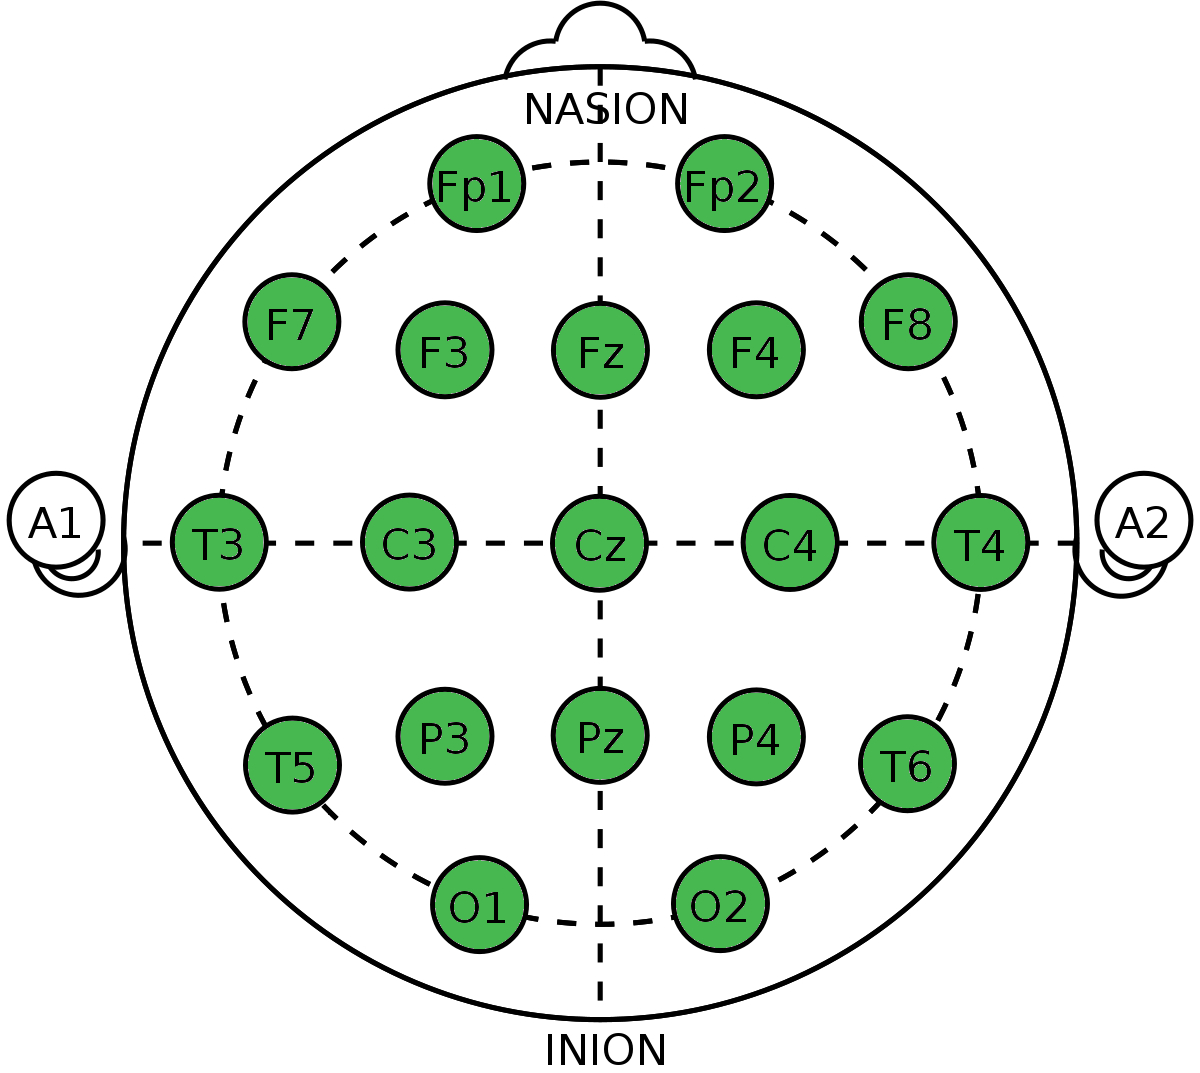 NASION
Fp1 Fp2
F7 F3 Fz F4 F8
A1 T3 C3 Cz C4 T4 A2
T5 P3 Pz P4 T6
O1 O2
INION